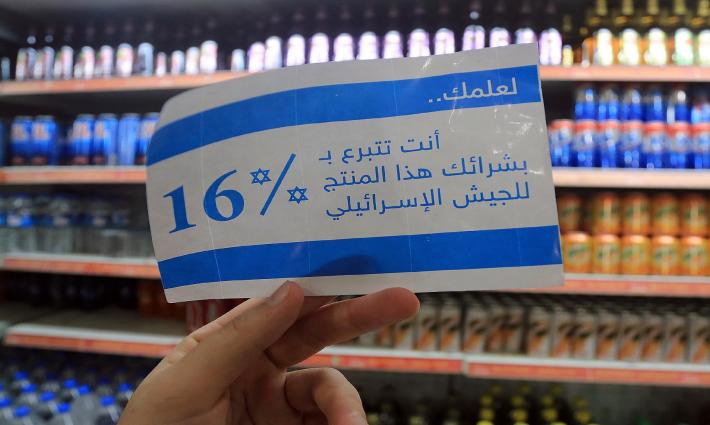 لعلمك..
أنت تتبرع بـ
بشرائك هذا المنتج
للجيش الإسرائيلي
16%